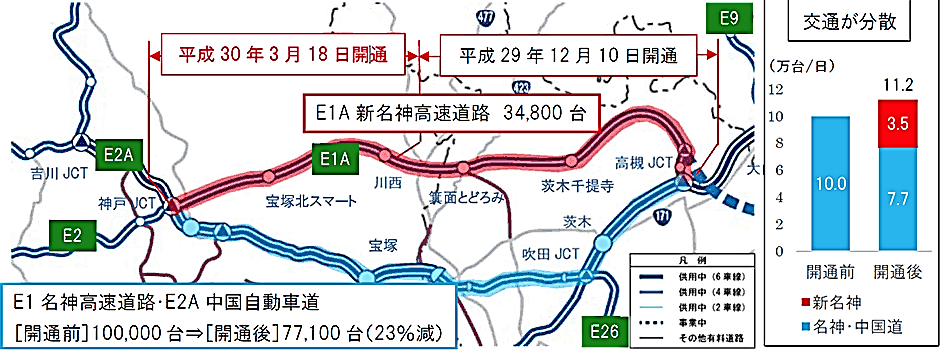 平成30年3月18日開通
平成29年12月10日開通
E1A 新名神高速道路 34,800 台
477
E9
423
E2A
E1A
吉川JCT
神戸JCT
宝塚北スマート
川西
箕面とどろみ
茨木千提寺
高槻JCT
大
E2
宝塚
吹田JCT
茨木
171
E26
凡 例
供用中(6車線)
供用中(4車線)
供用中(2車線)
事業中
その他有料道路
E1 名神高速道路・E2A 中国自動車道
[開通前]100,000 台⇒[開通後]77,100 台(23%減)
交通が分散
(万台/日)
12
10
8
6
4
2
0
11.2
3.5
10.0
7.7
開通前 開通後
新名神
名神・中国道